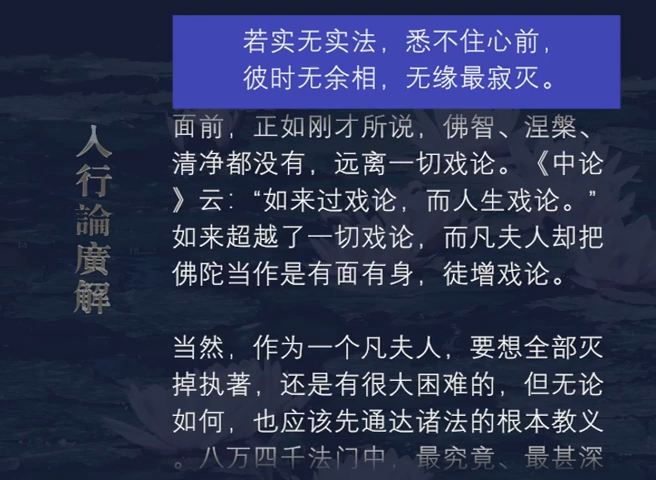 若实无实法，悉不住心前，
彼时无余相，无缘最寂灭。
入行論廣解
面前，正如刚才所说，佛智、涅槃、
清净都没有，远离一切戏论。《中论
》云：“如来过戏论，而人生戏论。”
如来超越了一切戏论，而凡夫人却把
佛陀当作是有面有身，徒增戏论。
当然，作为一个凡夫人，要想全部灭
掉执著，还是有很大困难的，但无论
如何，也应该先通达诸法的根本教义
。八万四千法门中，最究竟、最甚深